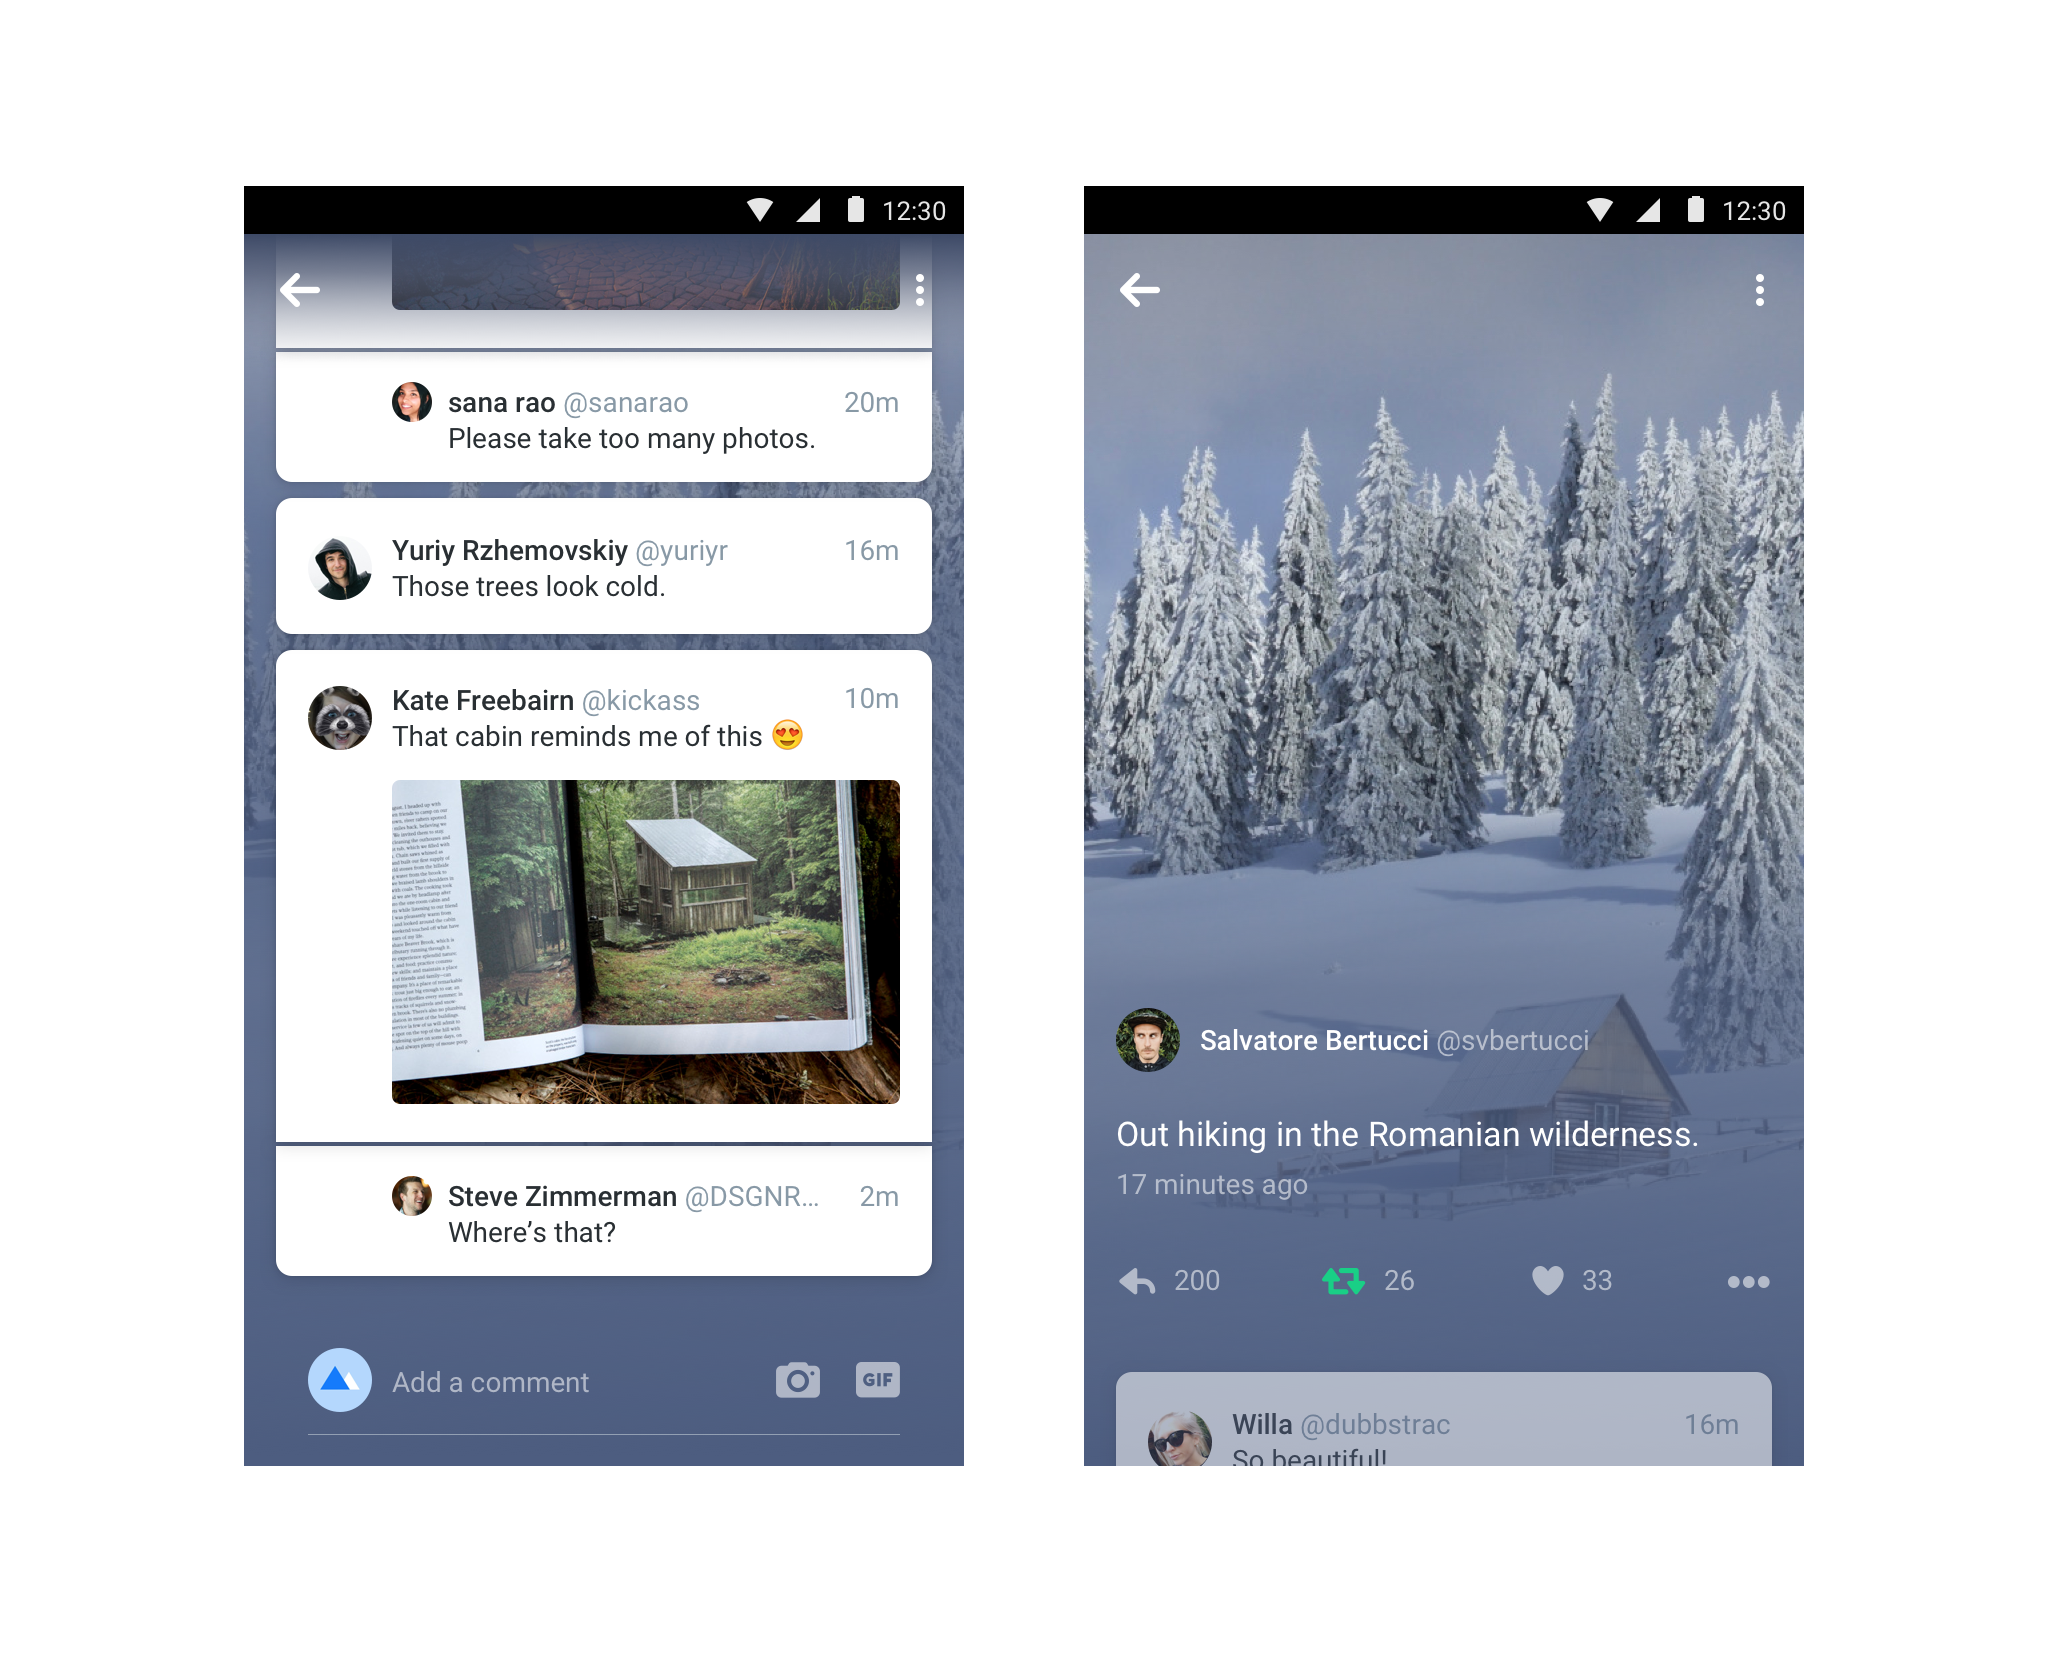 12:30
sana rao @sanarao 20m
Please take too many photos.
Yuriy Rzhemovskiy @yuriyr 16m
Those trees look cold.
Kate Freebairn @kickass 10m
That cabin reminds me of this 😍
Steve Zimmerman @DSGNR... 2m
Where’s that?
Add a comment
GIF
12:30
Salvatore Bertucci @svbertucci
Out hiking in the Romanian wilderness.
17 minutes ago
200 26 33
Willa @dubbstrac 16m
So beautiful!